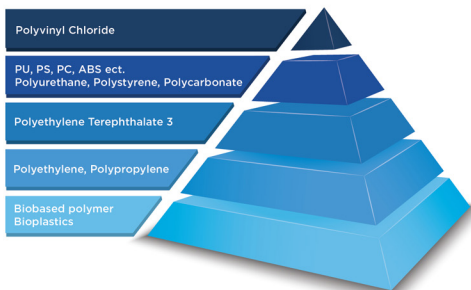 Polyvinyl Chloride
PU, PS, PC, ABS ect.
Polyurethane, Polystyrene, Polycarbonate
Polyethylene Terephthalate 3
Polyethylene, Polypropylene
Biobased polymer
Bioplastics